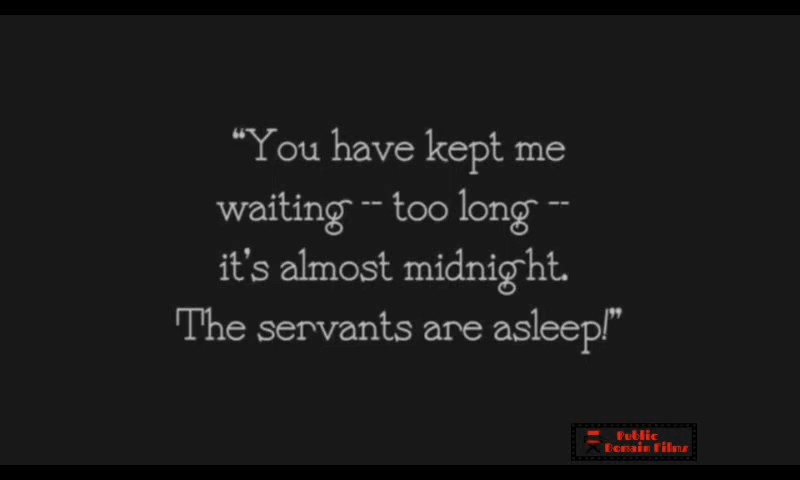 “You have kept me
waiting -- too long --
it's almost midnight.
The servants are asleep!”
Public
Domain Films